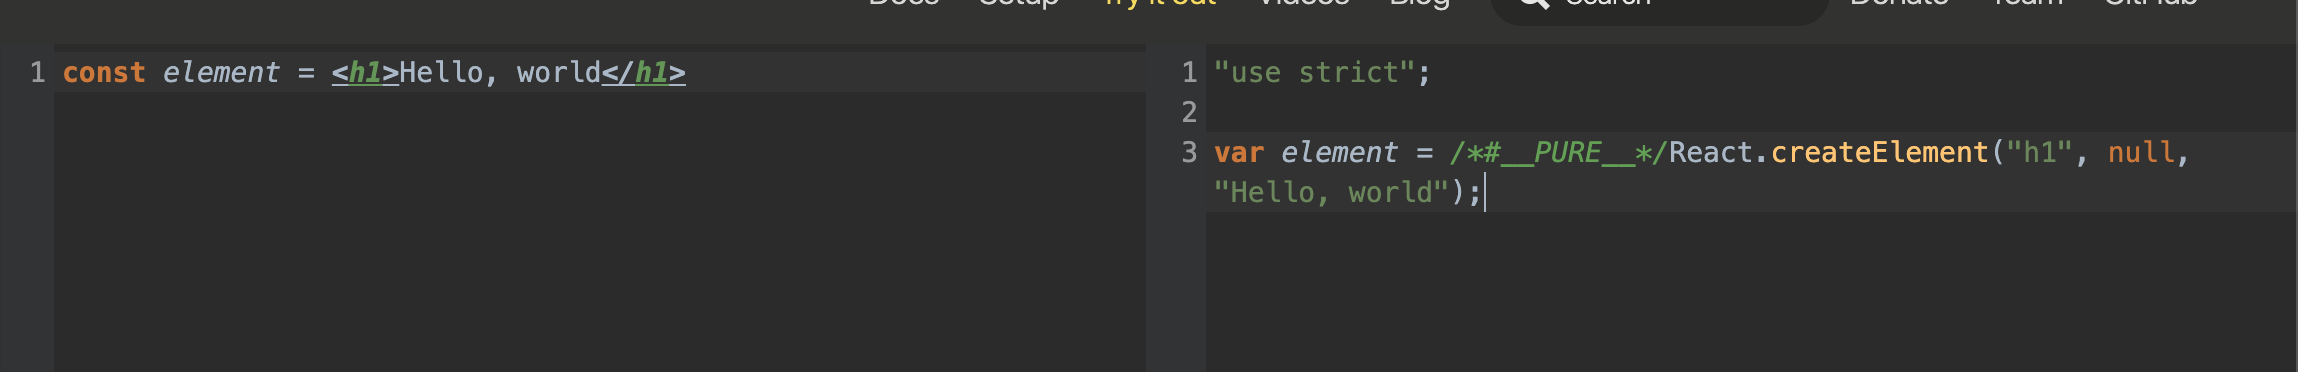 Docs Setup Try it out Videos Blog Search Donate Team GitHub
1 const element = <h1>Hello, world</h1>
1 "use strict";
2
3 var element = /*#__PURE__*/React.createElement("h1", null,
"Hello, world");